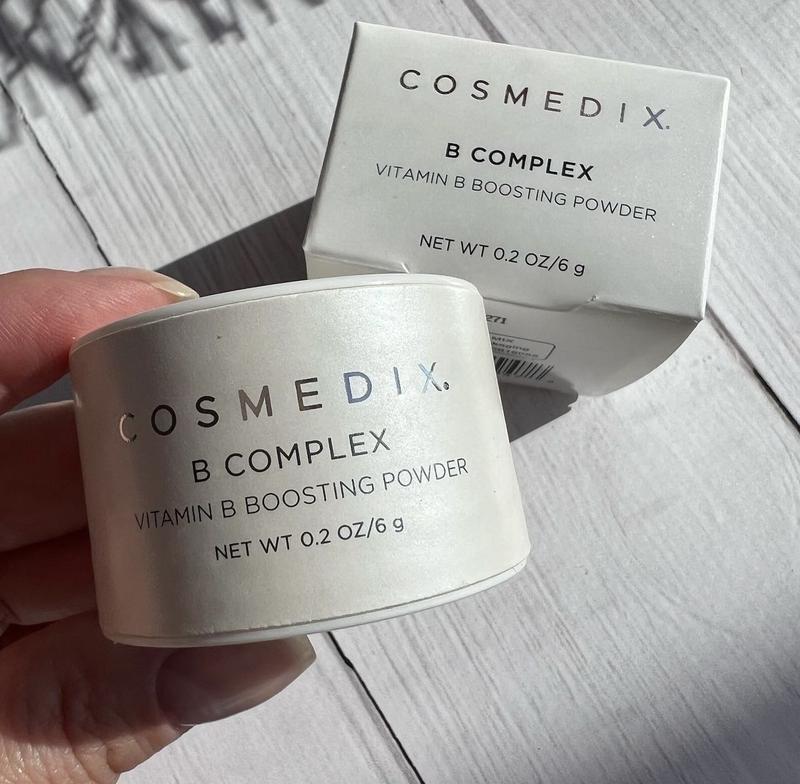 COSMEDIX.
B COMPLEX
VITAMIN B BOOSTING POWDER
NET WT 0.2 OZ/6 g
271
COSMEDIX.
B COMPLEX
VITAMIN B BOOSTING POWDER
NET WT 0.2 OZ/6 g